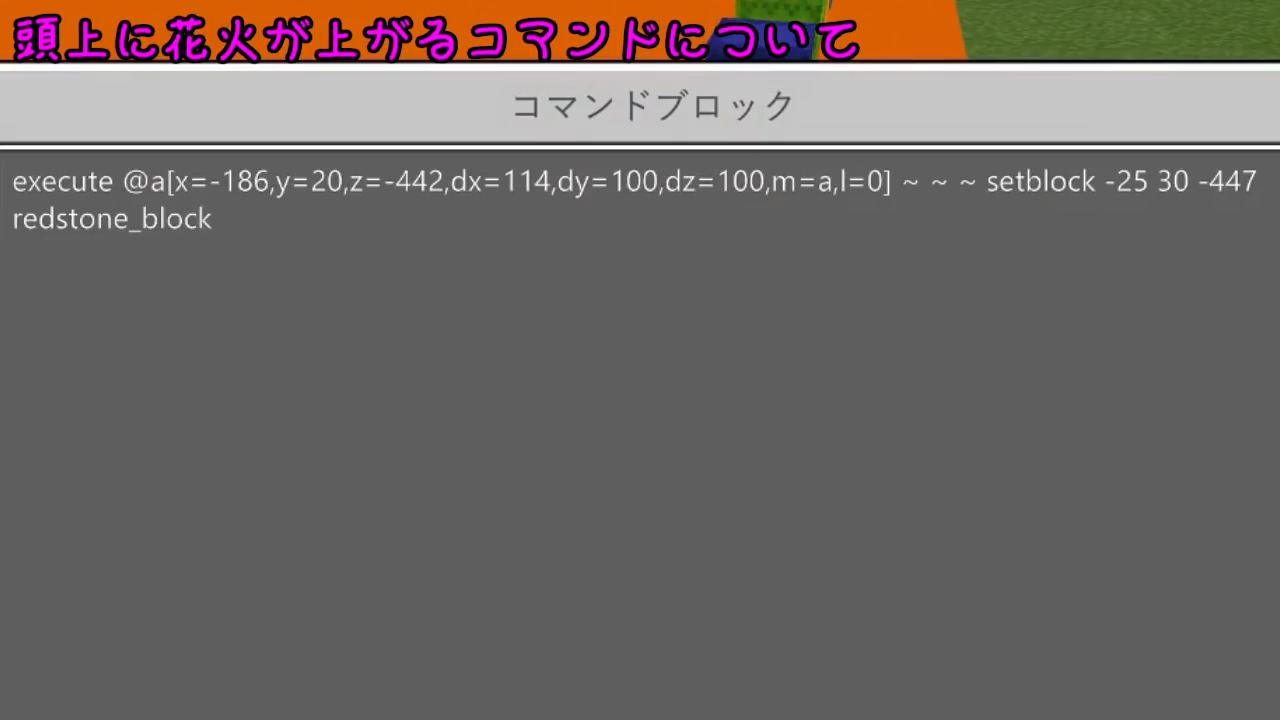 頭上に花火が上がるコマンドについて
コマンドブロック
execute @a[x=-186,y=20,z=-442,dx=114,dy=100,dz=100,m=a,l=0] ~ ~ ~ setblock -25 30 -447
redstone_block